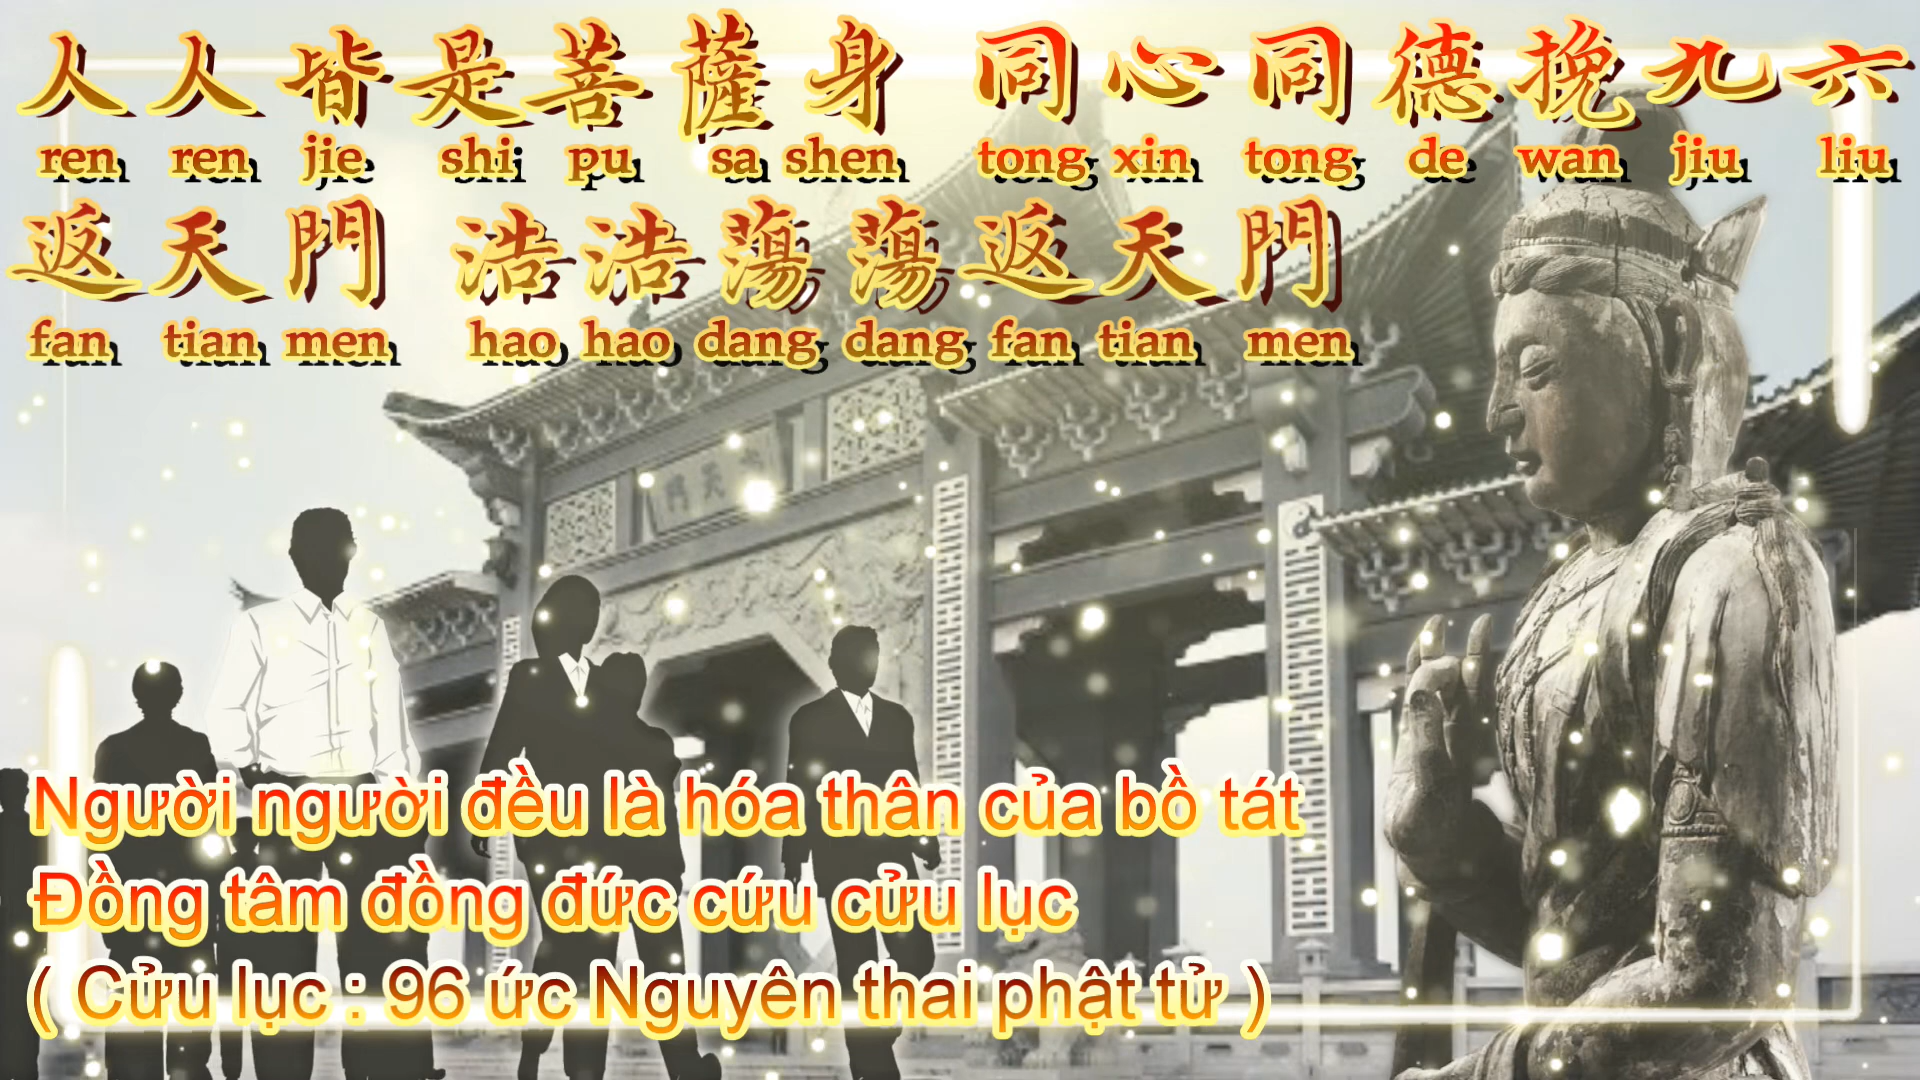 人人皆是菩薩身 同心同德挽九六
ren ren jie shi pu sa shen tong xin tong de wan jiu liu
返天門 浩浩蕩蕩返天門
fan tian men hao hao dang dang fan tian men
Người người đều là hóa thân của bồ tát
Đồng tâm đồng đức cứu cửu lục
( Cửu lục : 96 ức Nguyên thai phật tử )